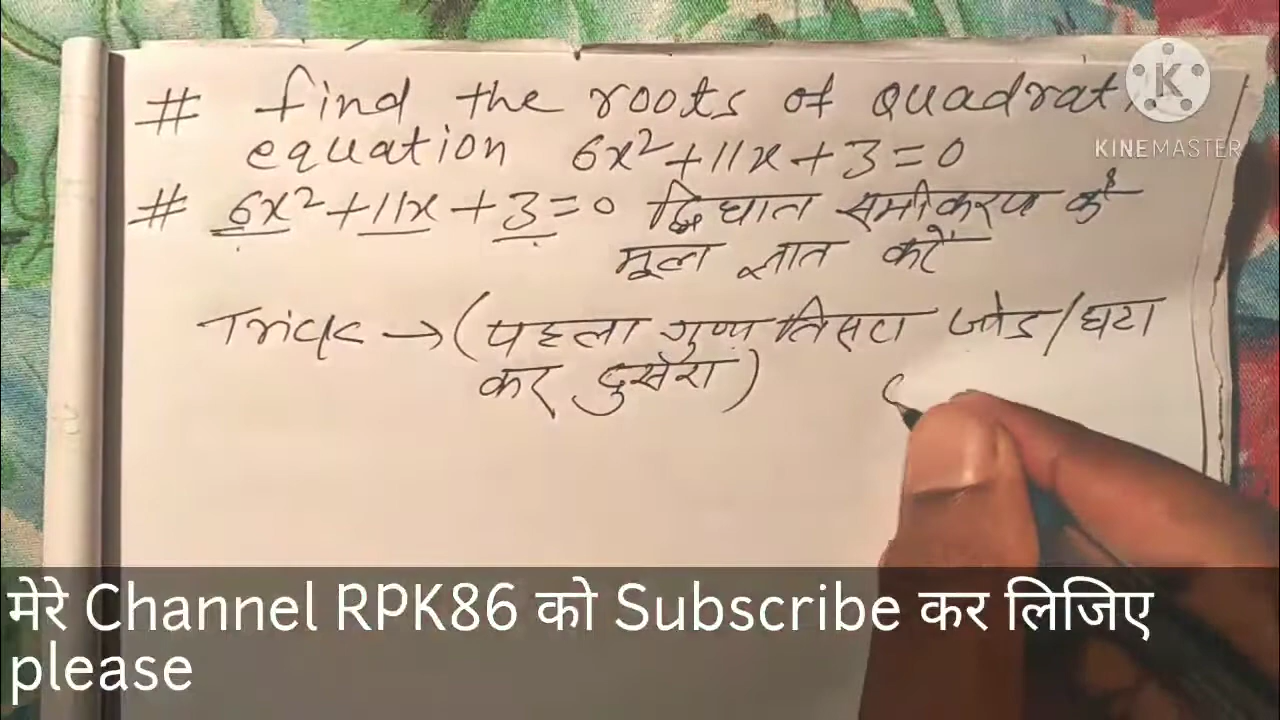 # find the roots of quadrati
KINEMASTER
equation 6x²+11x+3=0
# 6x²+11x+3=0 द्विघात समीकरण के
मूल ज्ञात करें
Trick → (पहला गुणा तिसरा जोड/घटा
कर दुसेरा)
मेरे Channel RPK86 को Subscribe कर लिजिए
please